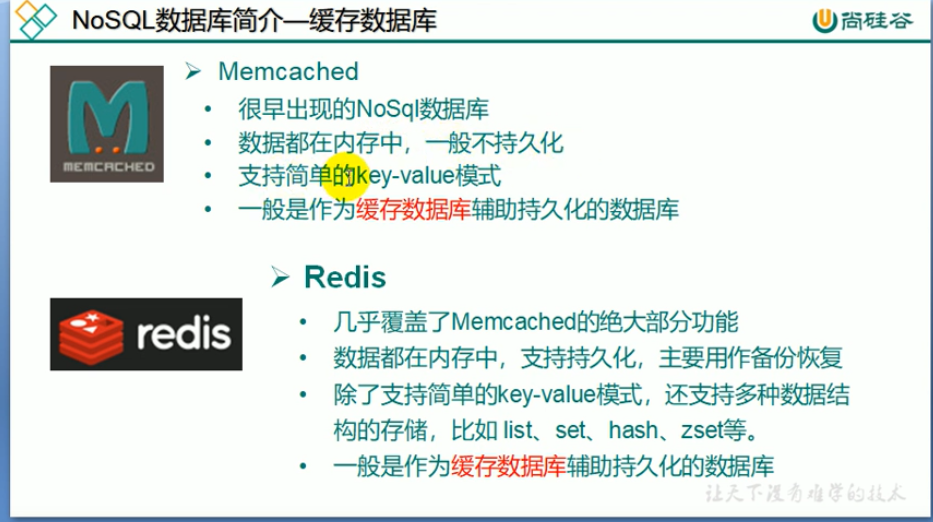 NoSQL数据库简介—缓存数据库
尚硅谷
Memcached
很早出现的NoSql数据库
数据都在内存中，一般不持久化
支持简单的key-value模式
一般是作为缓存数据库辅助持久化的数据库
MEMCACHED
Redis
几乎覆盖了Memcached的绝大部分功能
数据都在内存中，支持持久化，主要用作备份恢复
除了支持简单的key-value模式，还支持多种数据结
构的存储，比如 list、set、hash、zset等。
一般是作为缓存数据库辅助持久化的数据库
redis
让天下没有难学的技术